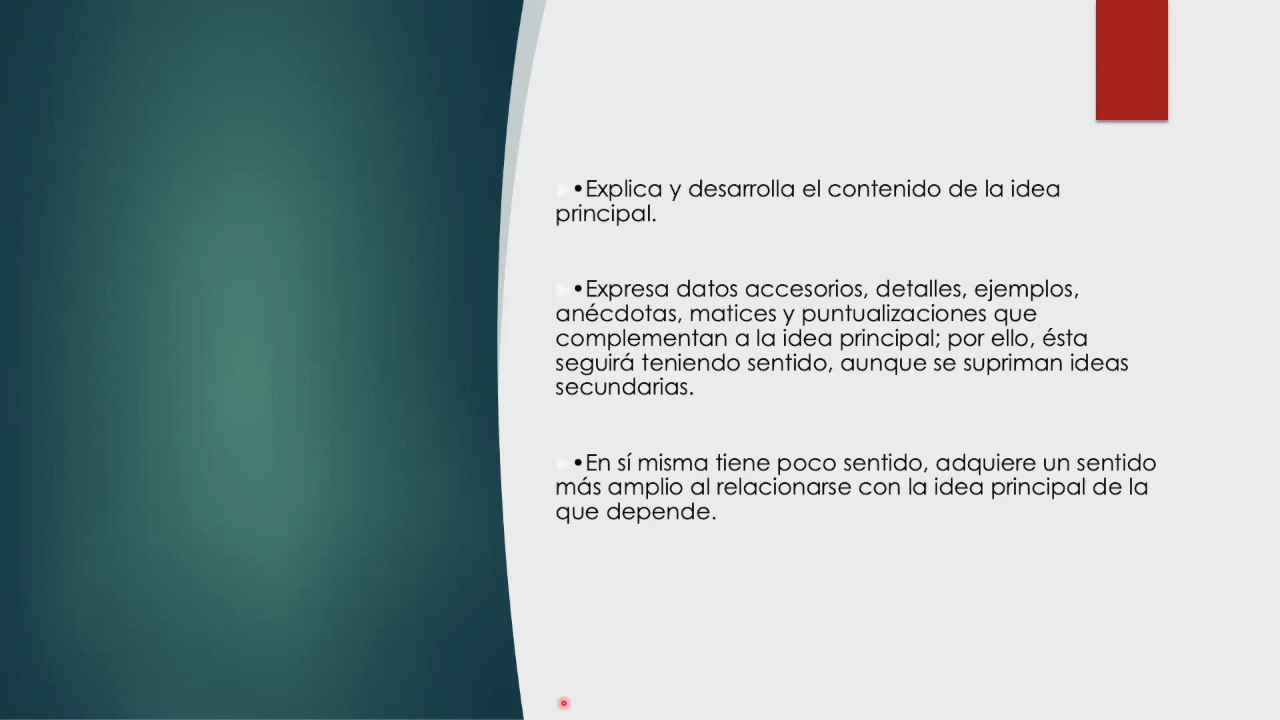 •Explica y desarrolla el contenido de la idea
principal.
•Expresa datos accesorios, detalles, ejemplos,
anécdotas, matices y puntualizaciones que
complementan a la idea principal; por ello, ésta
seguirá teniendo sentido, aunque se supriman ideas
secundarias.
•En sí misma tiene poco sentido, adquiere un sentido
más amplio al relacionarse con la idea principal de la
que depende.